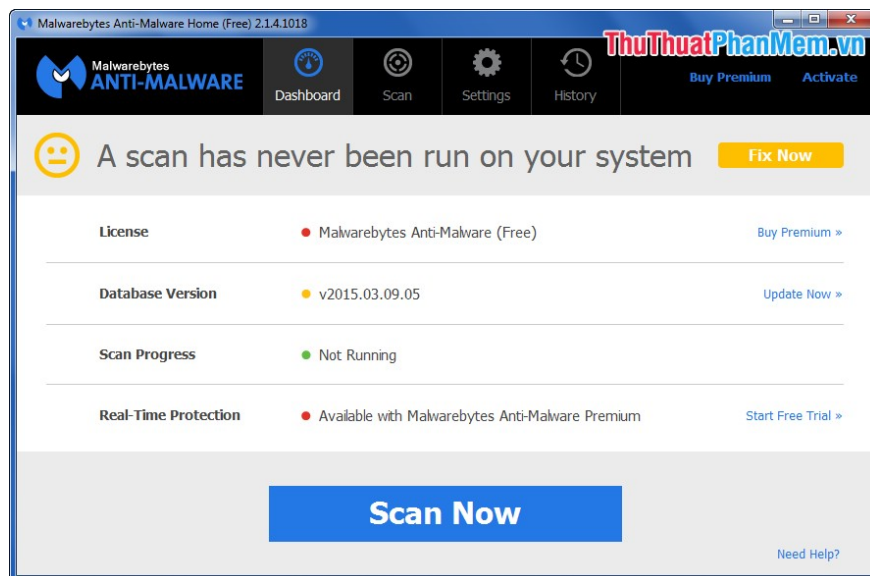 Malwarebytes Anti-Malware Home (Free) 2.1.4.1018
ThuThuatPhanMem.vn
Malwarebytes
ANTI-MALWARE
Dashboard
Scan
Settings
History
Buy Premium
Activate
A scan has never been run on your system
Fix Now
License
Malwarebytes Anti-Malware (Free)
Buy Premium »
Database Version
v2015.03.09.05
Update Now »
Scan Progress
Not Running
Real-Time Protection
Available with Malwarebytes Anti-Malware Premium
Start Free Trial »
Scan Now
Need Help?